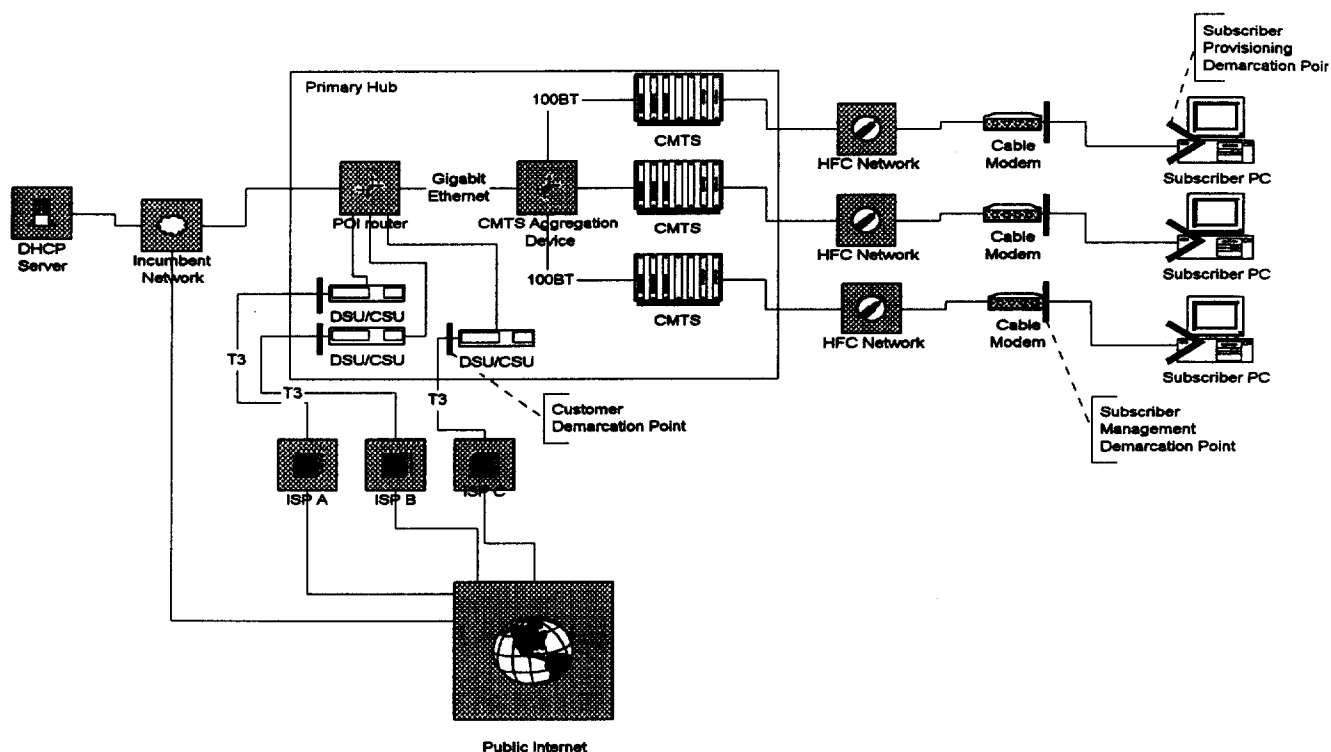 Subscriber
Provisioning
Demarcation Poir
Primary Hub
100BT
CMTS
HFC Network
Cable
Modem
Subscriber PC
DHCP
Server
Incumbent
Network
POI router
Gigabit
Ethernet
CMTS Aggregation
Device
CMTS
HFC Network
Cable
Modem
Subscriber PC
100BT
CMTS
HFC Network
Cable
Modem
Subscriber PC
DSU/CSU
DSU/CSU
DSU/CSU
T3
T3
T3
Customer
Demarcation Point
Subscriber
Management
Demarcation Point
ISP A
ISP B
ISP C
Public Internet